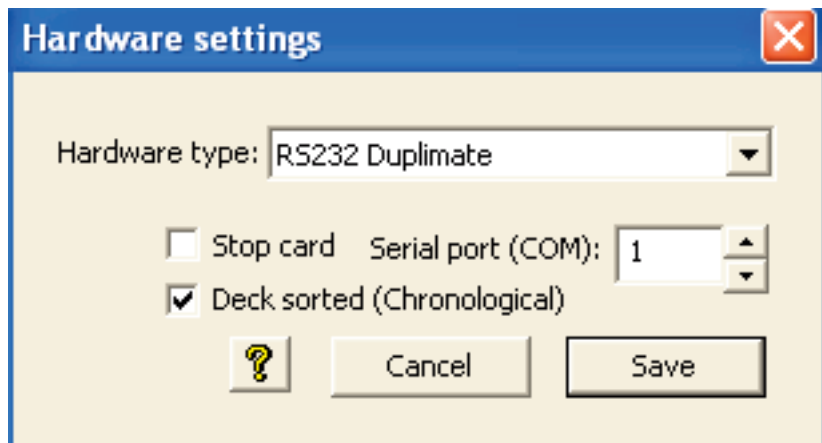 Hardware settings
Hardware type: RS232 Duplimate
Stop card Serial port (COM): 1
Deck sorted (Chronological)
? Cancel Save